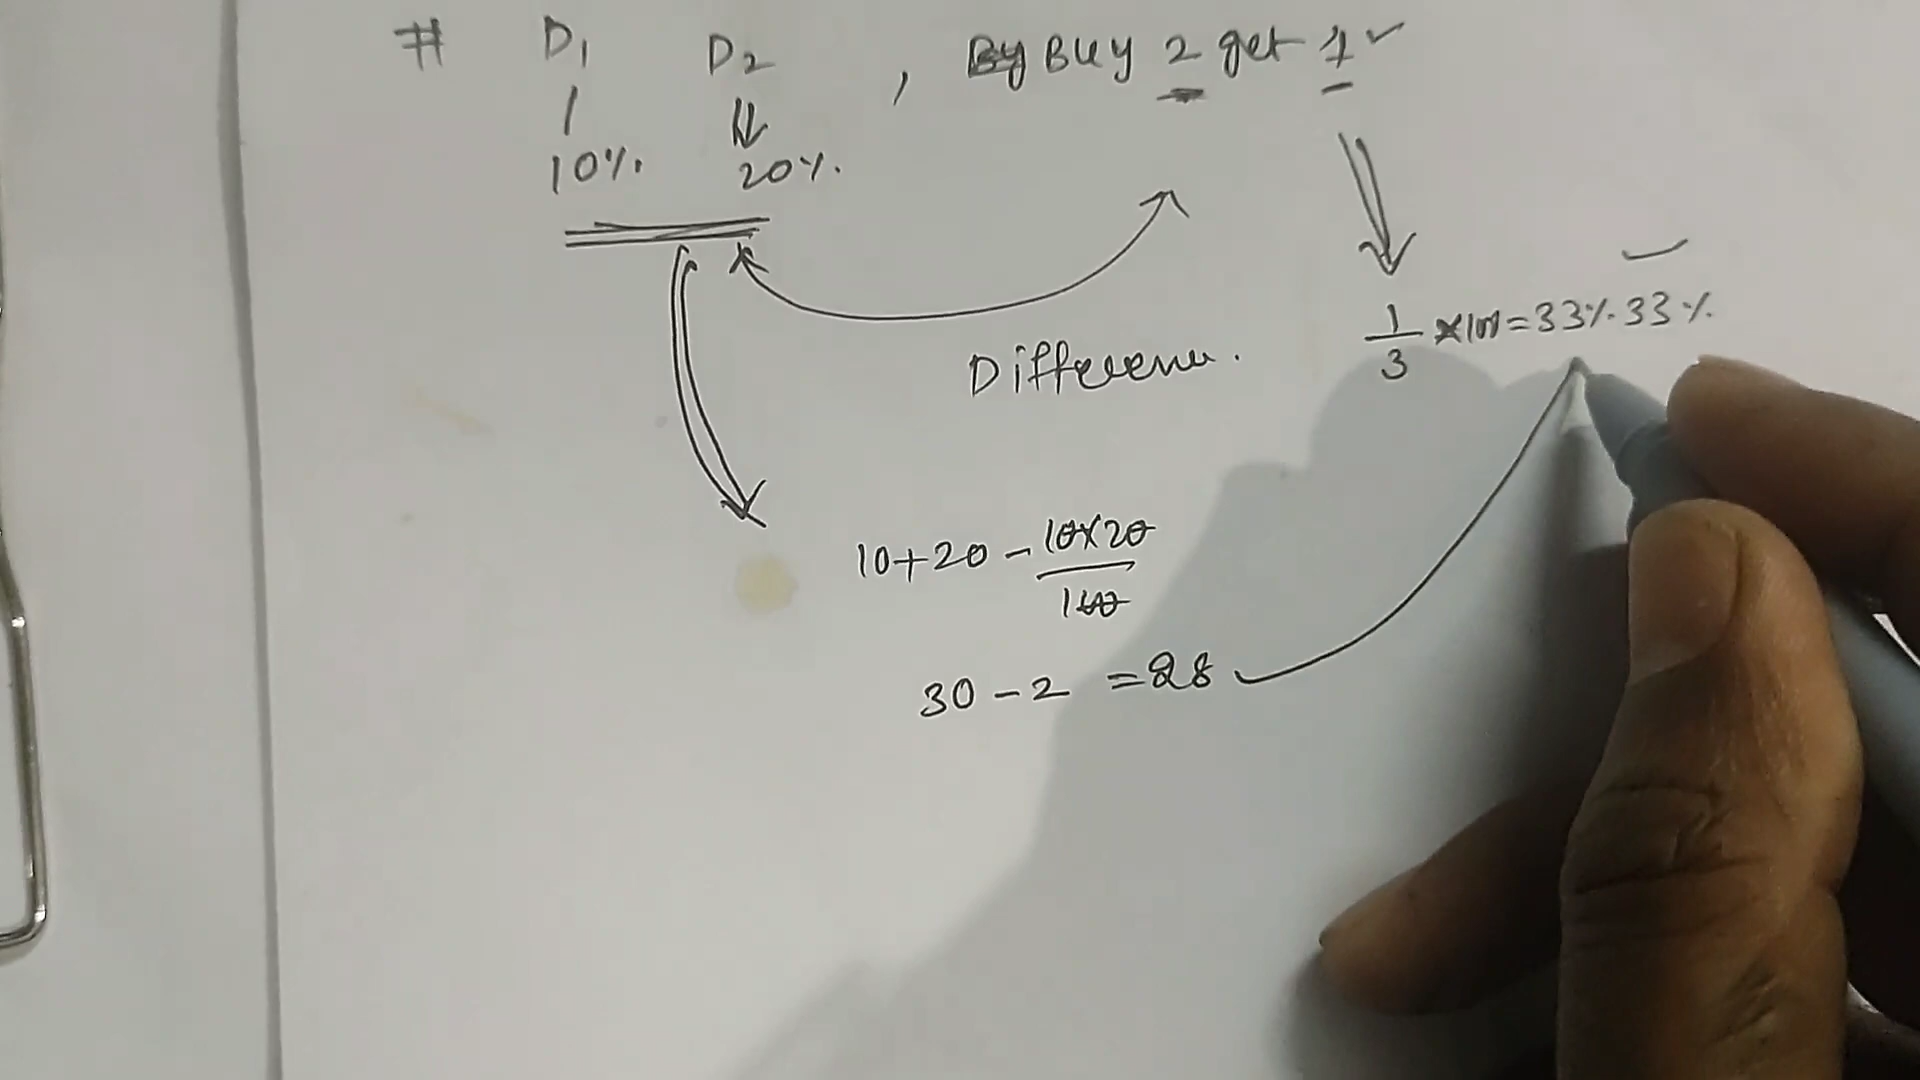 # D1 D2 , By Buy 2 get 1
10% 20%
1/3 × 100 = 33%.33%
Difference.
10+20 - 10×20/100
30 - 2 = 28